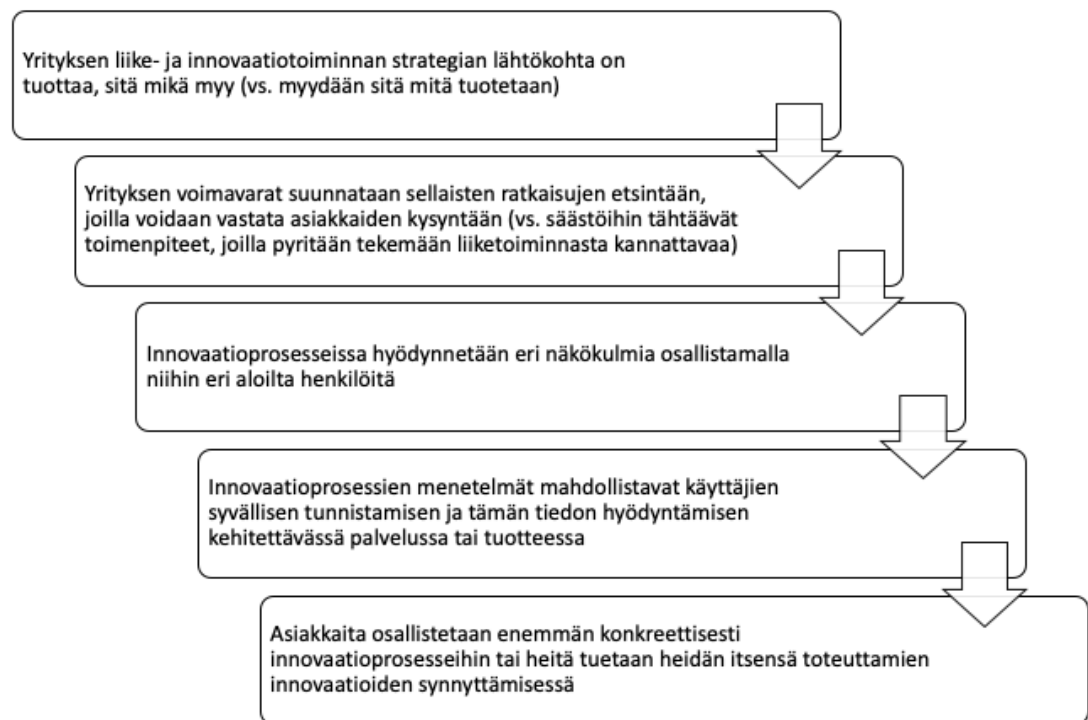 Yrityksen liike- ja innovaatiotoiminnan strategian lähtökohta on
tuottaa, sitä mikä myy (vs. myydään sitä mitä tuotetaan)
Yrityksen voimavarat suunnataan sellaisten ratkaisujen etsintään,
joilla voidaan vastata asiakkaiden kysyntään (vs. säästöihin tähtäävät
toimenpiteet, joilla pyritään tekemään liiketoiminnasta kannattavaa)
Innovaatioprosesseissa hyödynnetään eri näkökulmia osallistamalla
niihin eri aloilta henkilöitä
Innovaatioprosessien menetelmät mahdollistavat käyttäjien
syvällisen tunnistamisen ja tämän tiedon hyödyntämisen
kehitettävässä palvelussa tai tuotteessa
Asiakkaita osallistetaan enemmän konkreettisesti
innovaatioprosesseihin tai heitä tuetaan heidän itsensä toteuttamien
innovaatioiden synnyttämisessä